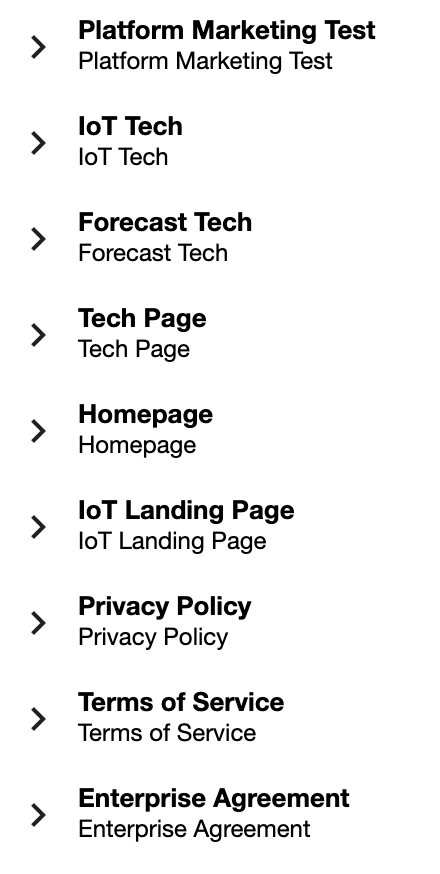 Platform Marketing Test
Platform Marketing Test
IoT Tech
IoT Tech
Forecast Tech
Forecast Tech
Tech Page
Tech Page
Homepage
Homepage
IoT Landing Page
IoT Landing Page
Privacy Policy
Privacy Policy
Terms of Service
Terms of Service
Enterprise Agreement
Enterprise Agreement